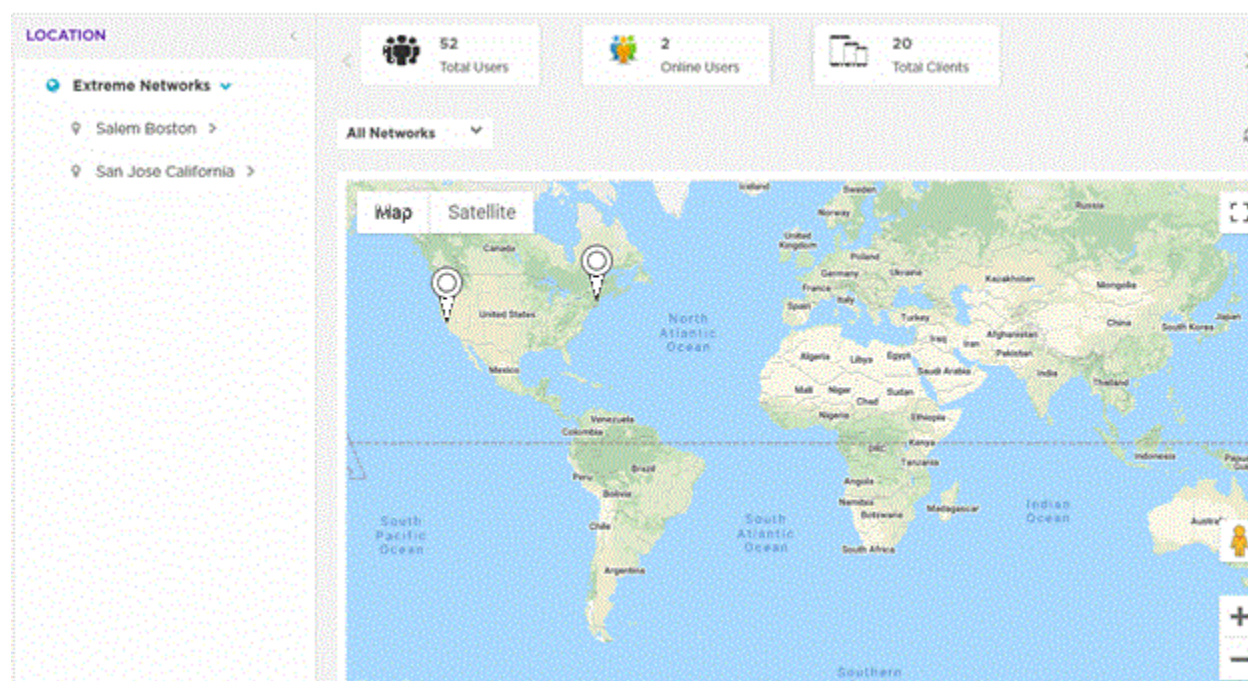 LOCATION
Extreme Networks
Salem Boston
San Jose California
52
Total Users
2
Online Users
20
Total Clients
All Networks
Map
Satellite
Iceland
Sweden
Russia
Norway
Canada
United
Kingdom
Poland
Germany
Ukraine
Kazakhstan
Mongolia
France
Italy
Spain
United States
North
Atlantic
Ocean
Turkey
China
South Korea
Japan
Iraq
Iran
Afghanistan
Pakistan
Algeria
Libya
Egypt
Saudi Arabia
Mexico
India
Thailand
Mali
Niger
Chad
Sudan
Nigeria
Ethiopia
Venezuela
Colombia
DRC
Kenya
Tanzania
Indonesia
Papua
Peru
Brazil
Bolivia
Angola
Namibia
Botswana
Madagascar
Indian
Ocean
South
Pacific
Ocean
South
Atlantic
Ocean
Chile
South Africa
Argentina
Southern